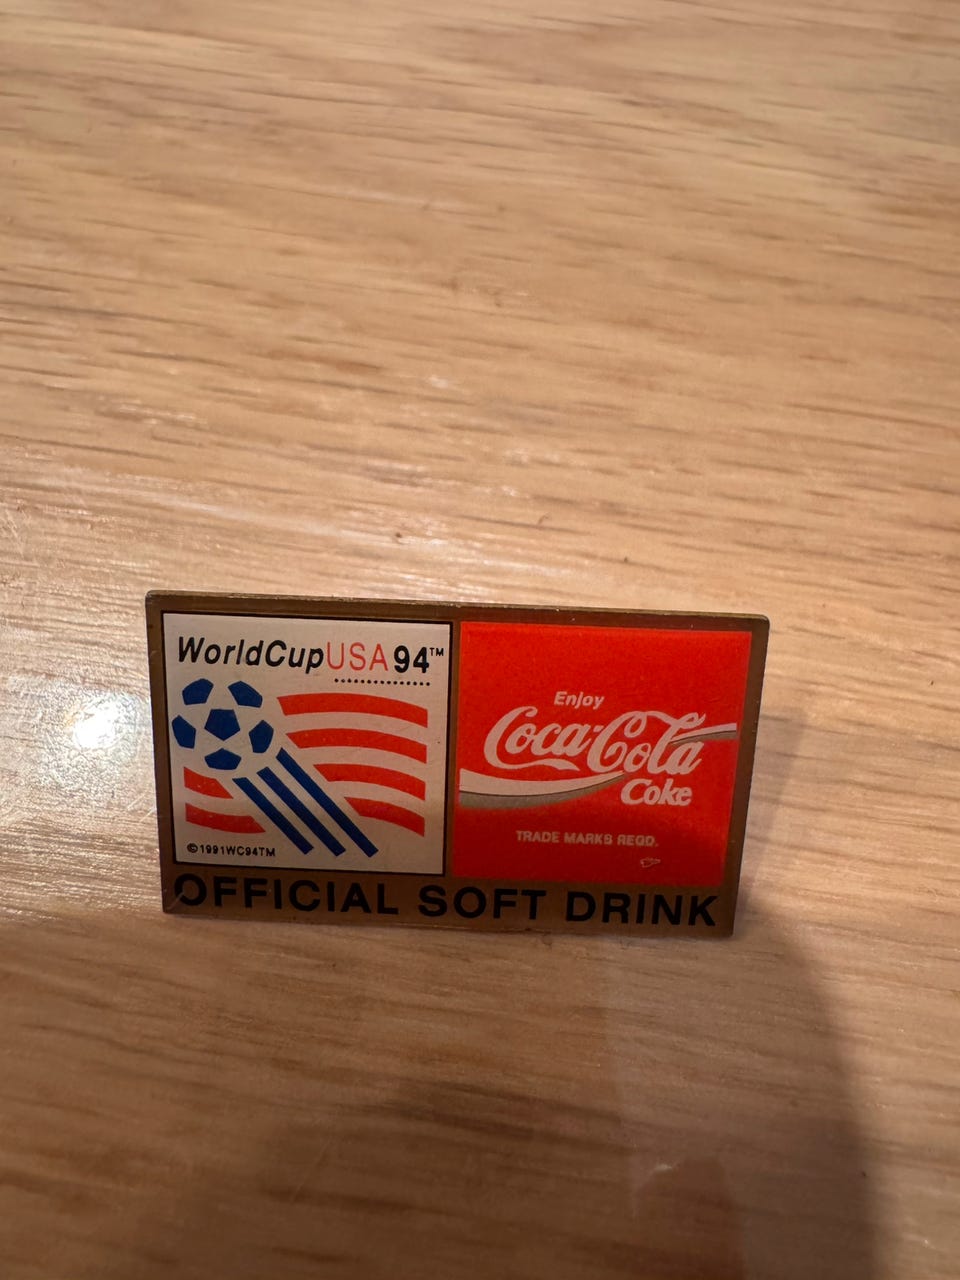 WorldCupUSA94™
©1991WC94TM
Enjoy
Coca-Cola
Coke
TRADE MARKS REGD.
OFFICIAL SOFT DRINK